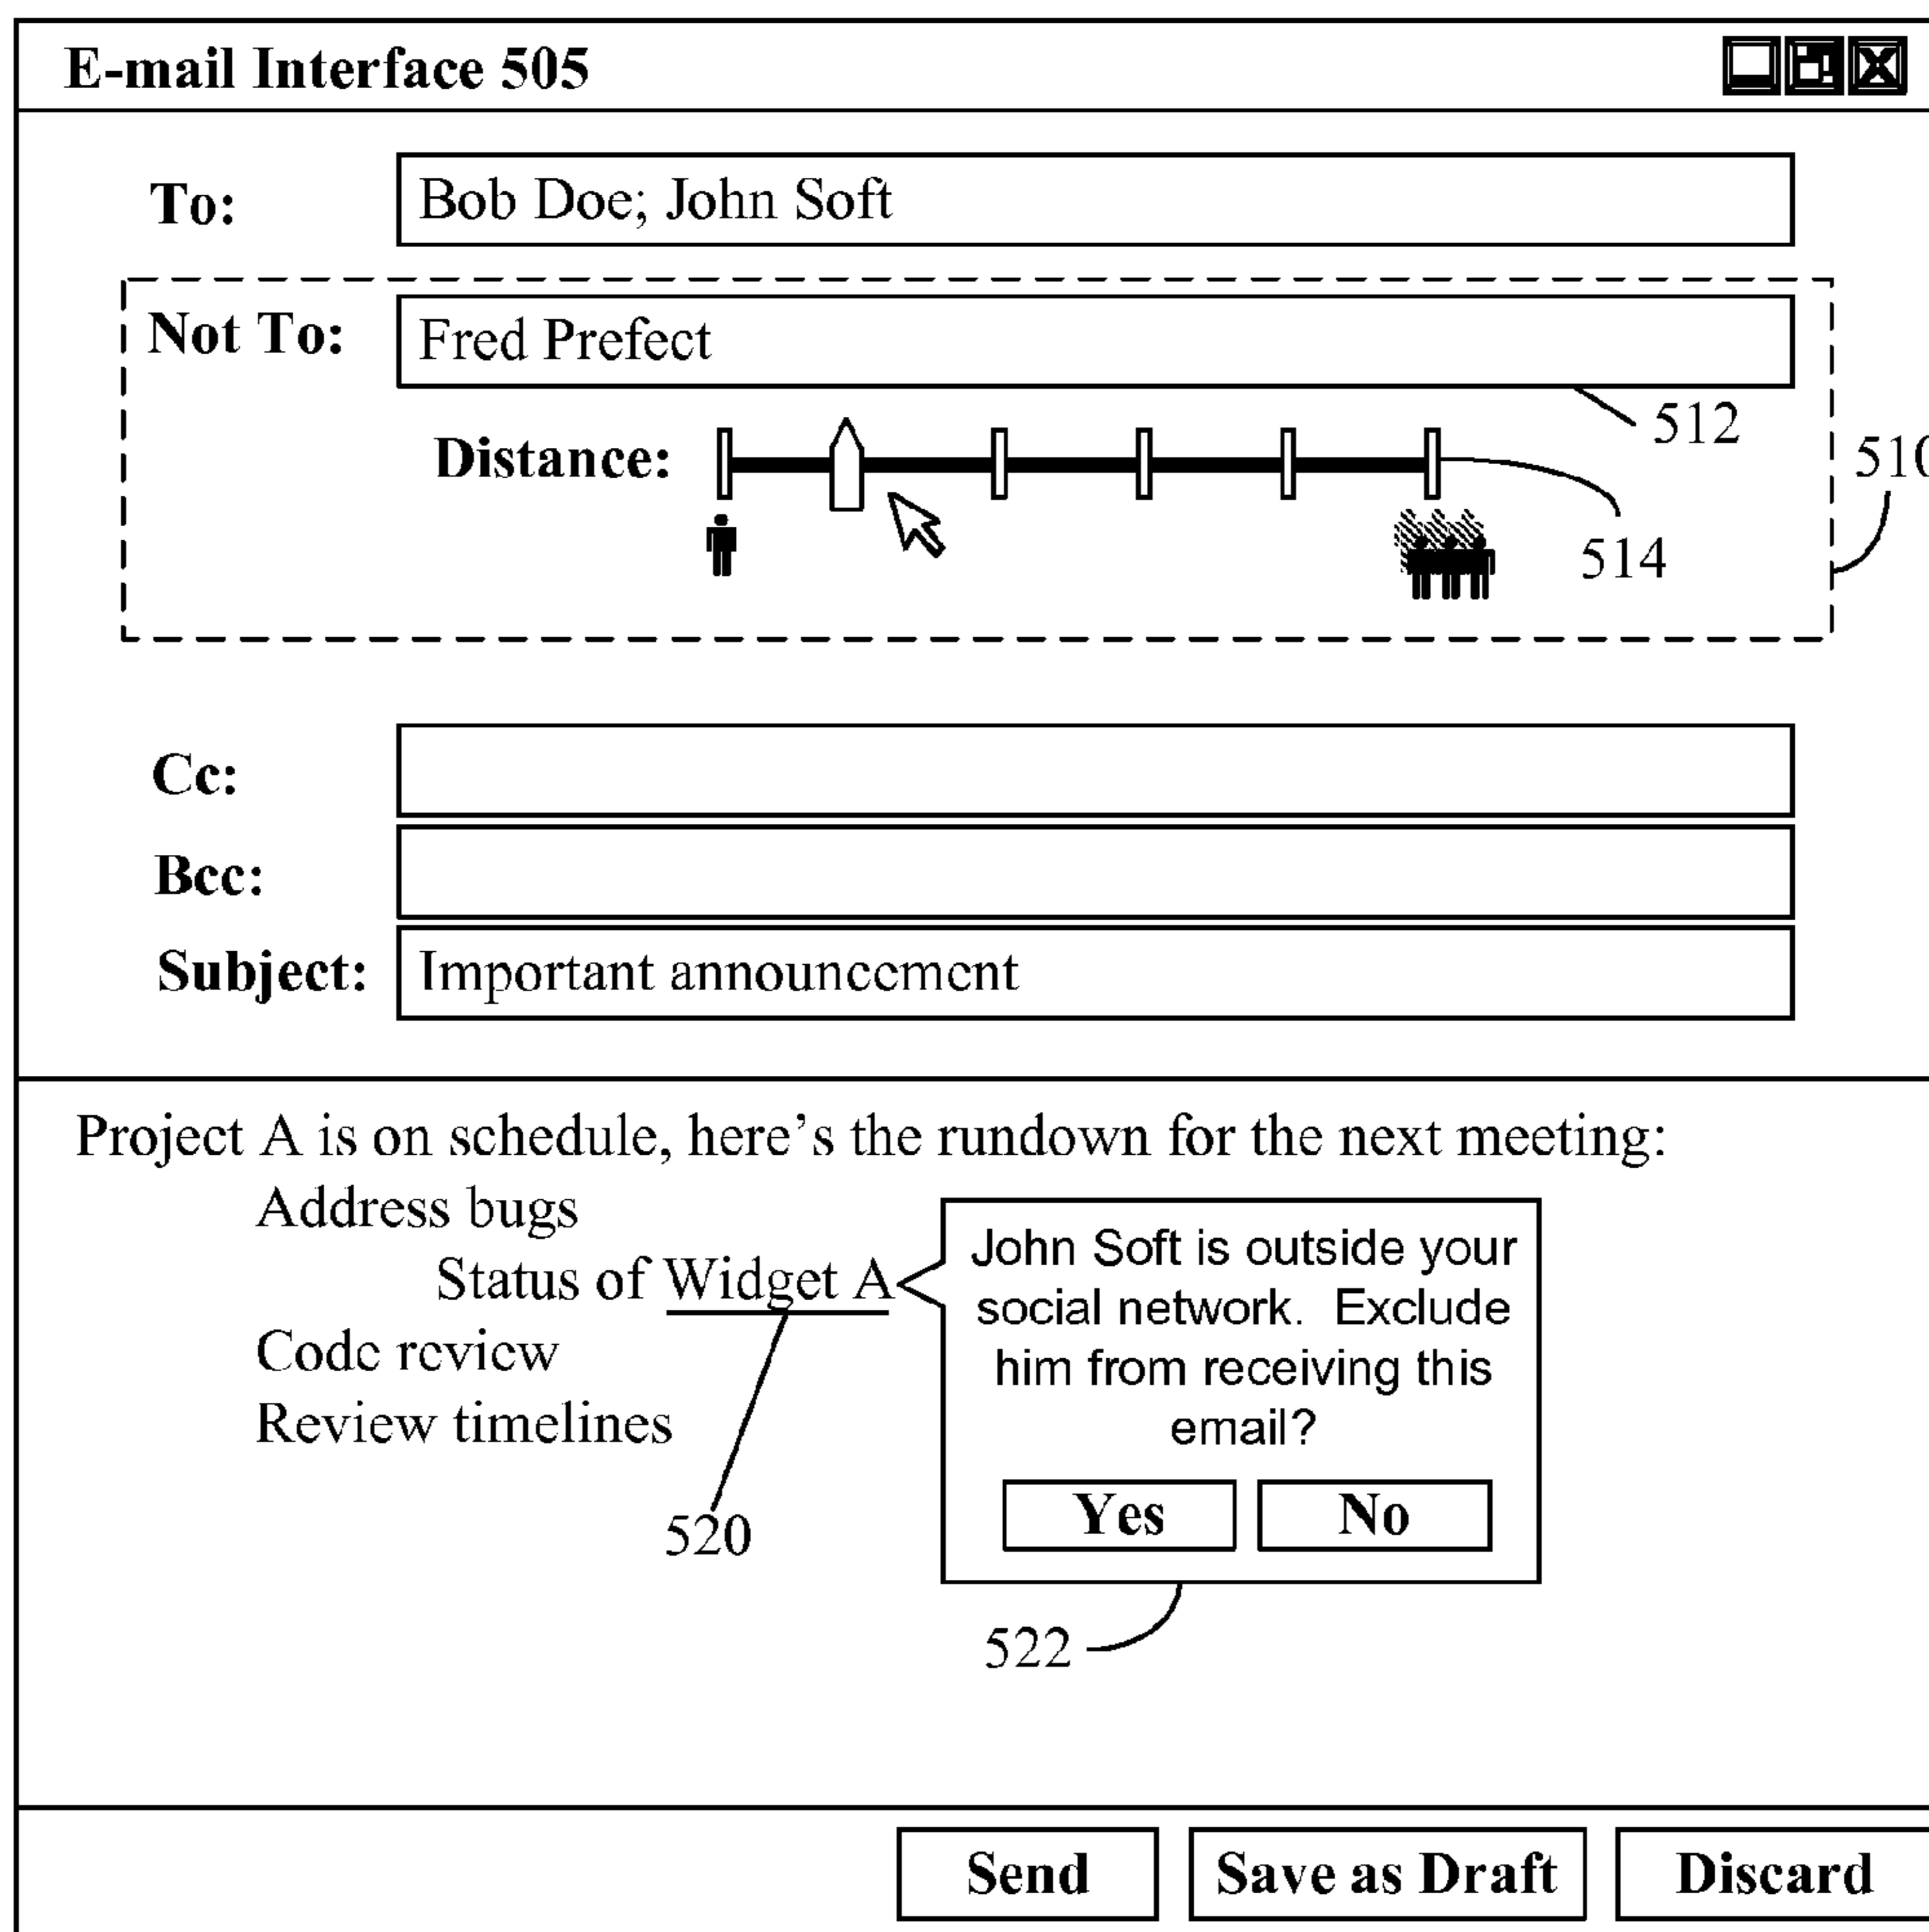 E-mail Interface 505
To: Bob Doe; John Soft
Not To: Fred Prefect
512
Distance:
510
514
Cc:
Bcc:
Subject: Important announcement
Project A is on schedule, here’s the rundown for the next meeting:
Address bugs
Status of Widget A
Code review
Review timelines
John Soft is outside your
social network. Exclude
him from receiving this
email?
Yes No
520
522
Send Save as Draft Discard